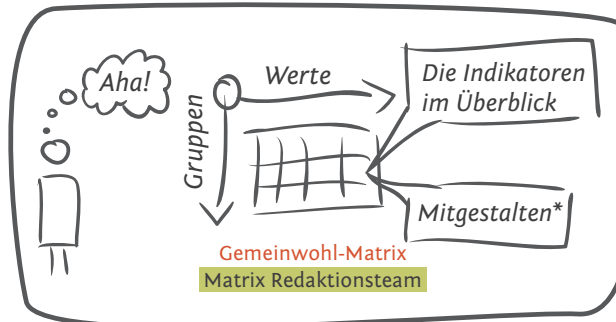 Aha!
Werte
Gruppen
Die Indikatoren
im Überblick
Mitgestalten*
Gemeinwohl-Matrix
Matrix Redaktionsteam